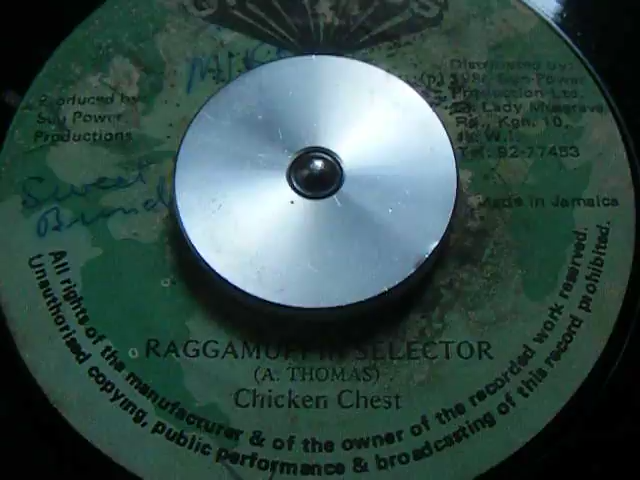 Produced by
Sun Power
Productions
Distributed by:
Sun Power
Production Ltd.
Lady Musgrave
Rd., Kgn. 10,
J.W.I.
Tel: 92-77453
Made in Jamaica
Sweet
RAGGAMUFFIN SELECTOR
(A. THOMAS)
Chicken Chest
All rights of the manufacturer & of the owner of the recorded work reserved.
Unauthorised copying, public performance & broadcasting of this record prohibited.